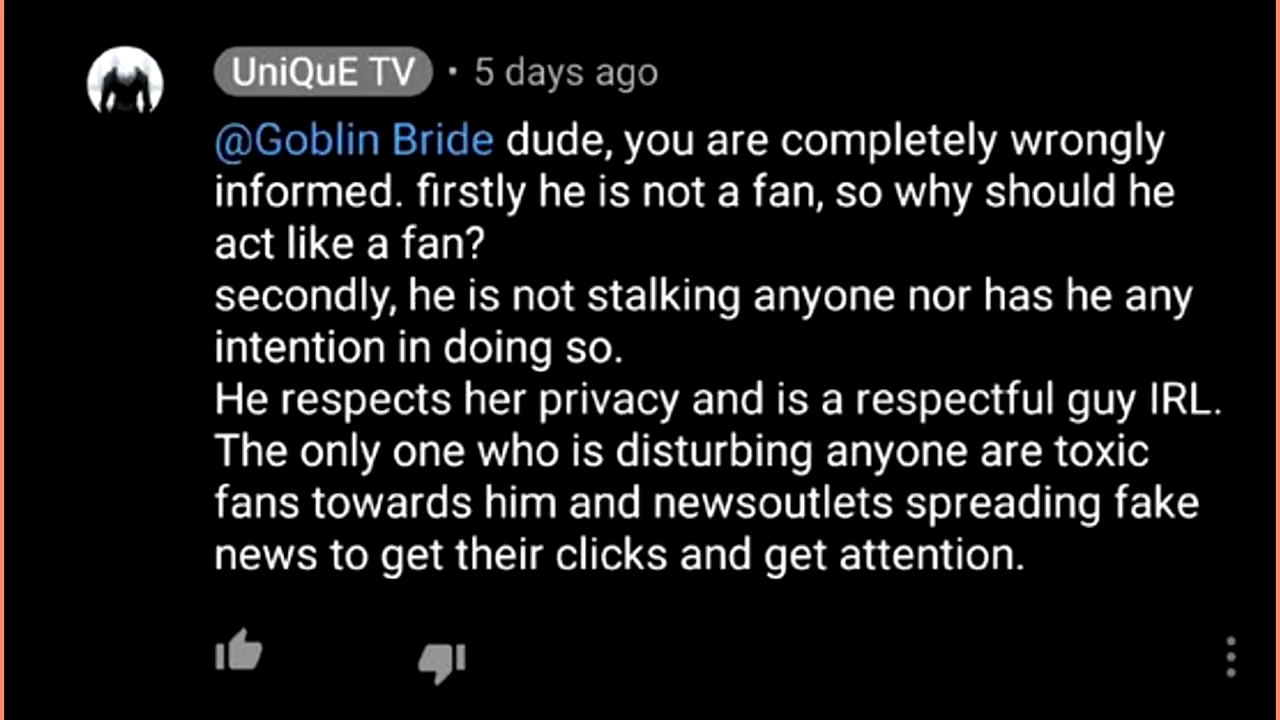 UniQuE TV • 5 days ago
@Goblin Bride dude, you are completely wrongly
informed. firstly he is not a fan, so why should he
act like a fan?
secondly, he is not stalking anyone nor has he any
intention in doing so.
He respects her privacy and is a respectful guy IRL.
The only one who is disturbing anyone are toxic
fans towards him and newsoutlets spreading fake
news to get their clicks and get attention.